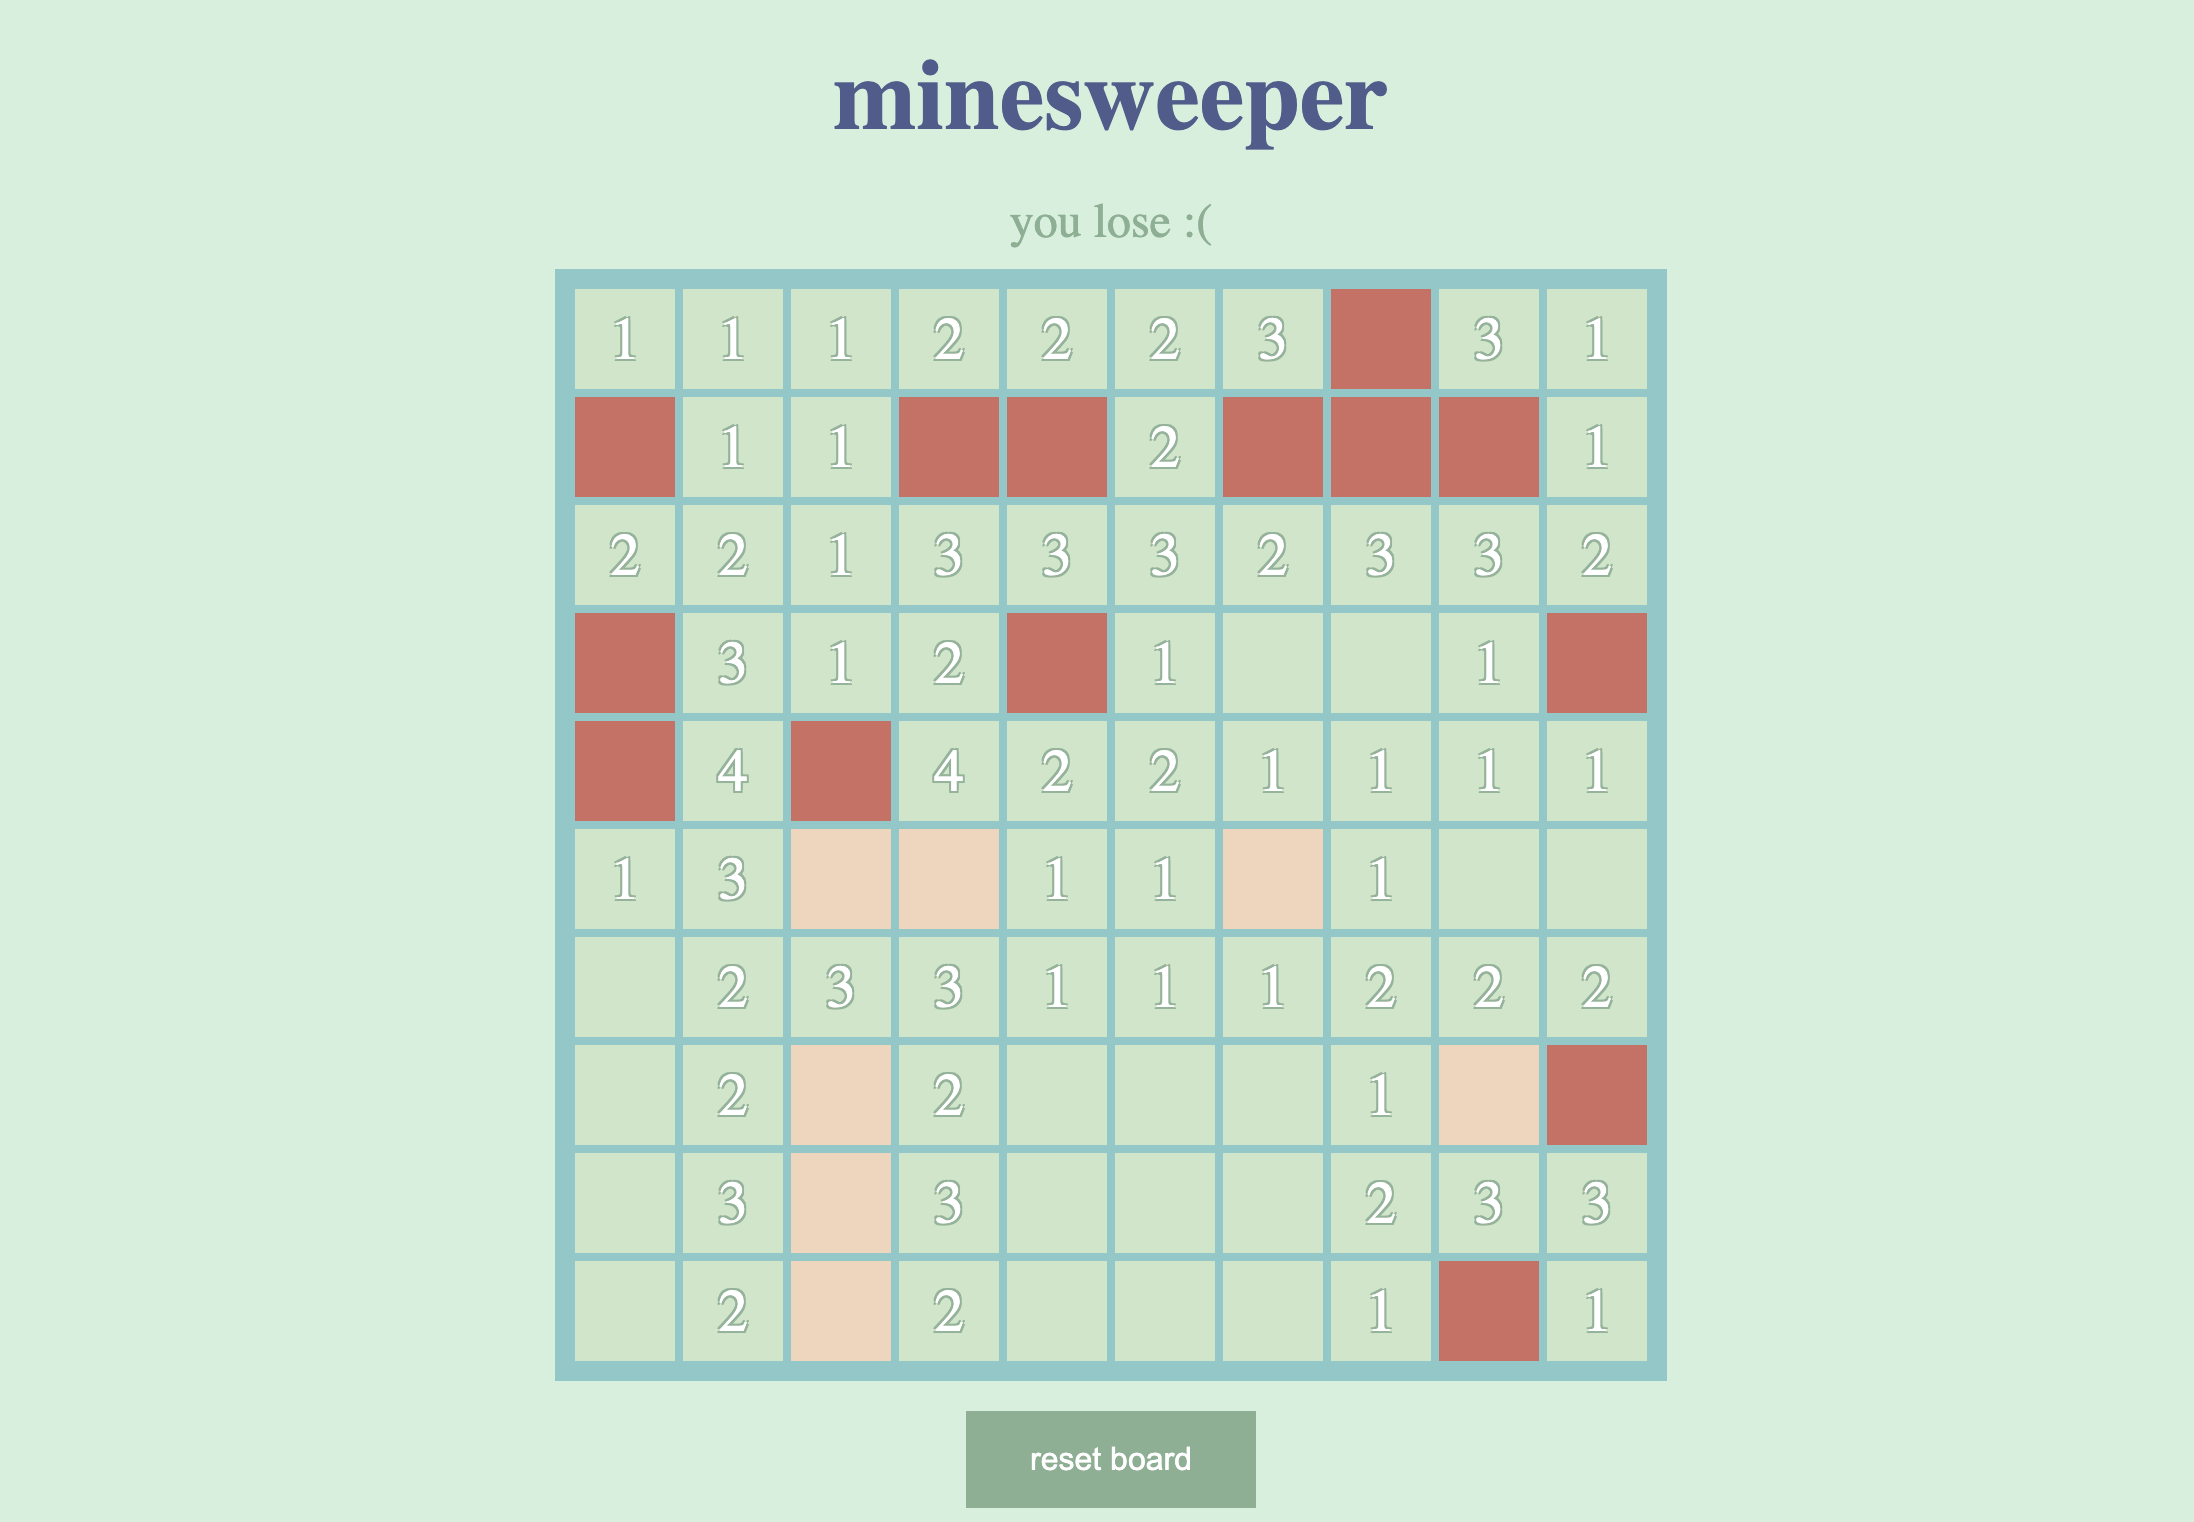 minesweeper
you lose :(
1 1 1 2 2 2 3 3 1
1 1 2 1
2 2 1 3 3 3 2 3 3 2
3 1 2 1 1
4 4 2 2 1 1 1 1
1 3 1 1 1
2 3 3 1 1 1 2 2 2
2 2 1
3 3 2 3 3
2 2 1 1
reset board